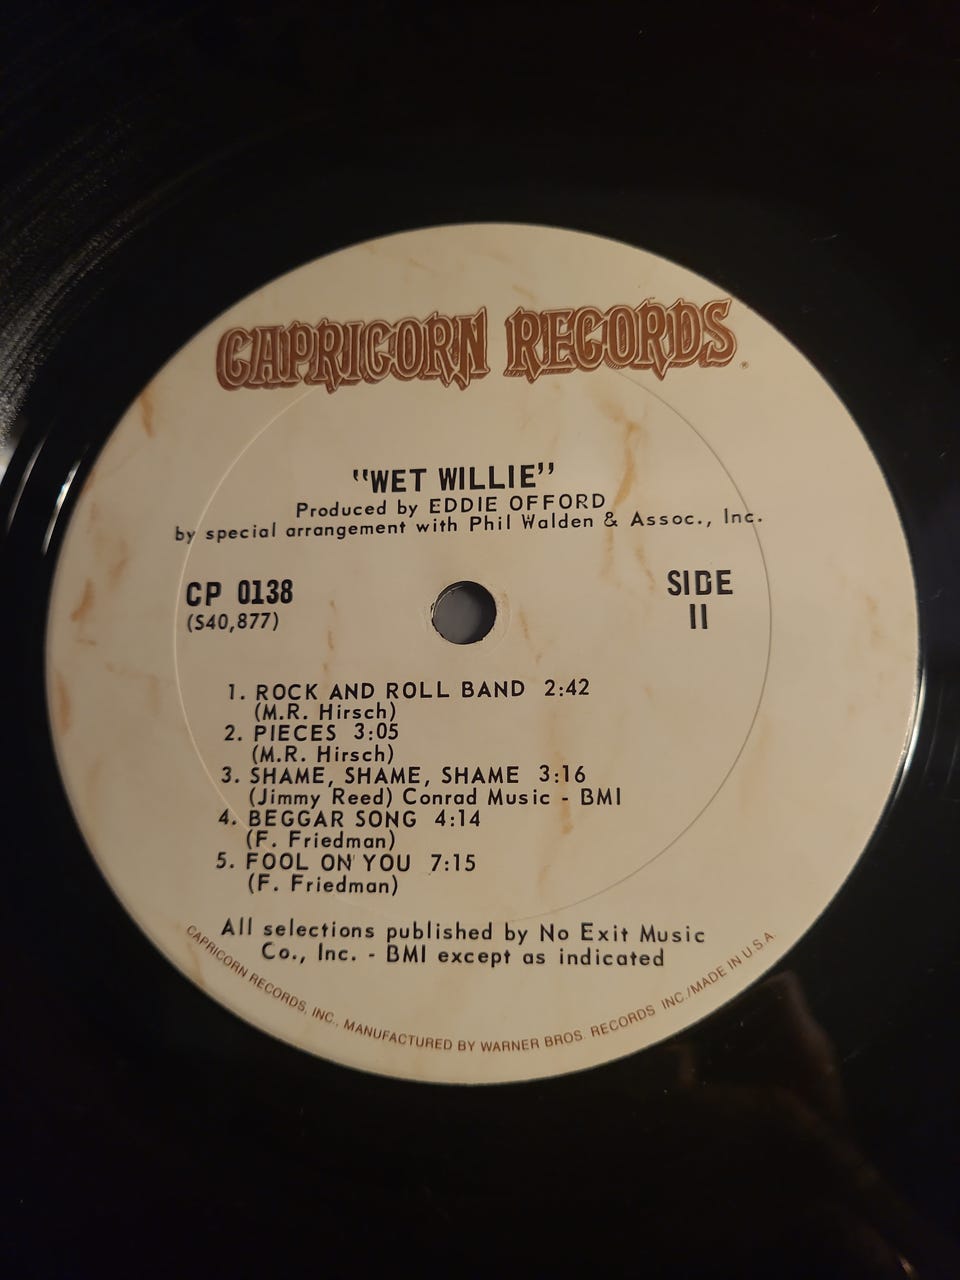 CAPRICORN RECORDS
"WET WILLIE"
Produced by EDDIE OFFORD
by special arrangement with Phil Walden & Assoc., Inc.
CP 0138
(S40,877)
SIDE
II
1. ROCK AND ROLL BAND 2:42
(M.R. Hirsch)
2. PIECES 3:05
(M.R. Hirsch)
3. SHAME, SHAME, SHAME 3:16
(Jimmy Reed) Conrad Music - BMI
4. BEGGAR SONG 4:14
(F. Friedman)
5. FOOL ON YOU 7:15
(F. Friedman)
All selections published by No Exit Music
Co., Inc. - BMI except as indicated
CAPRICORN RECORDS, INC., MANUFACTURED BY WARNER BROS. RECORDS INC./MADE IN U.S.A.